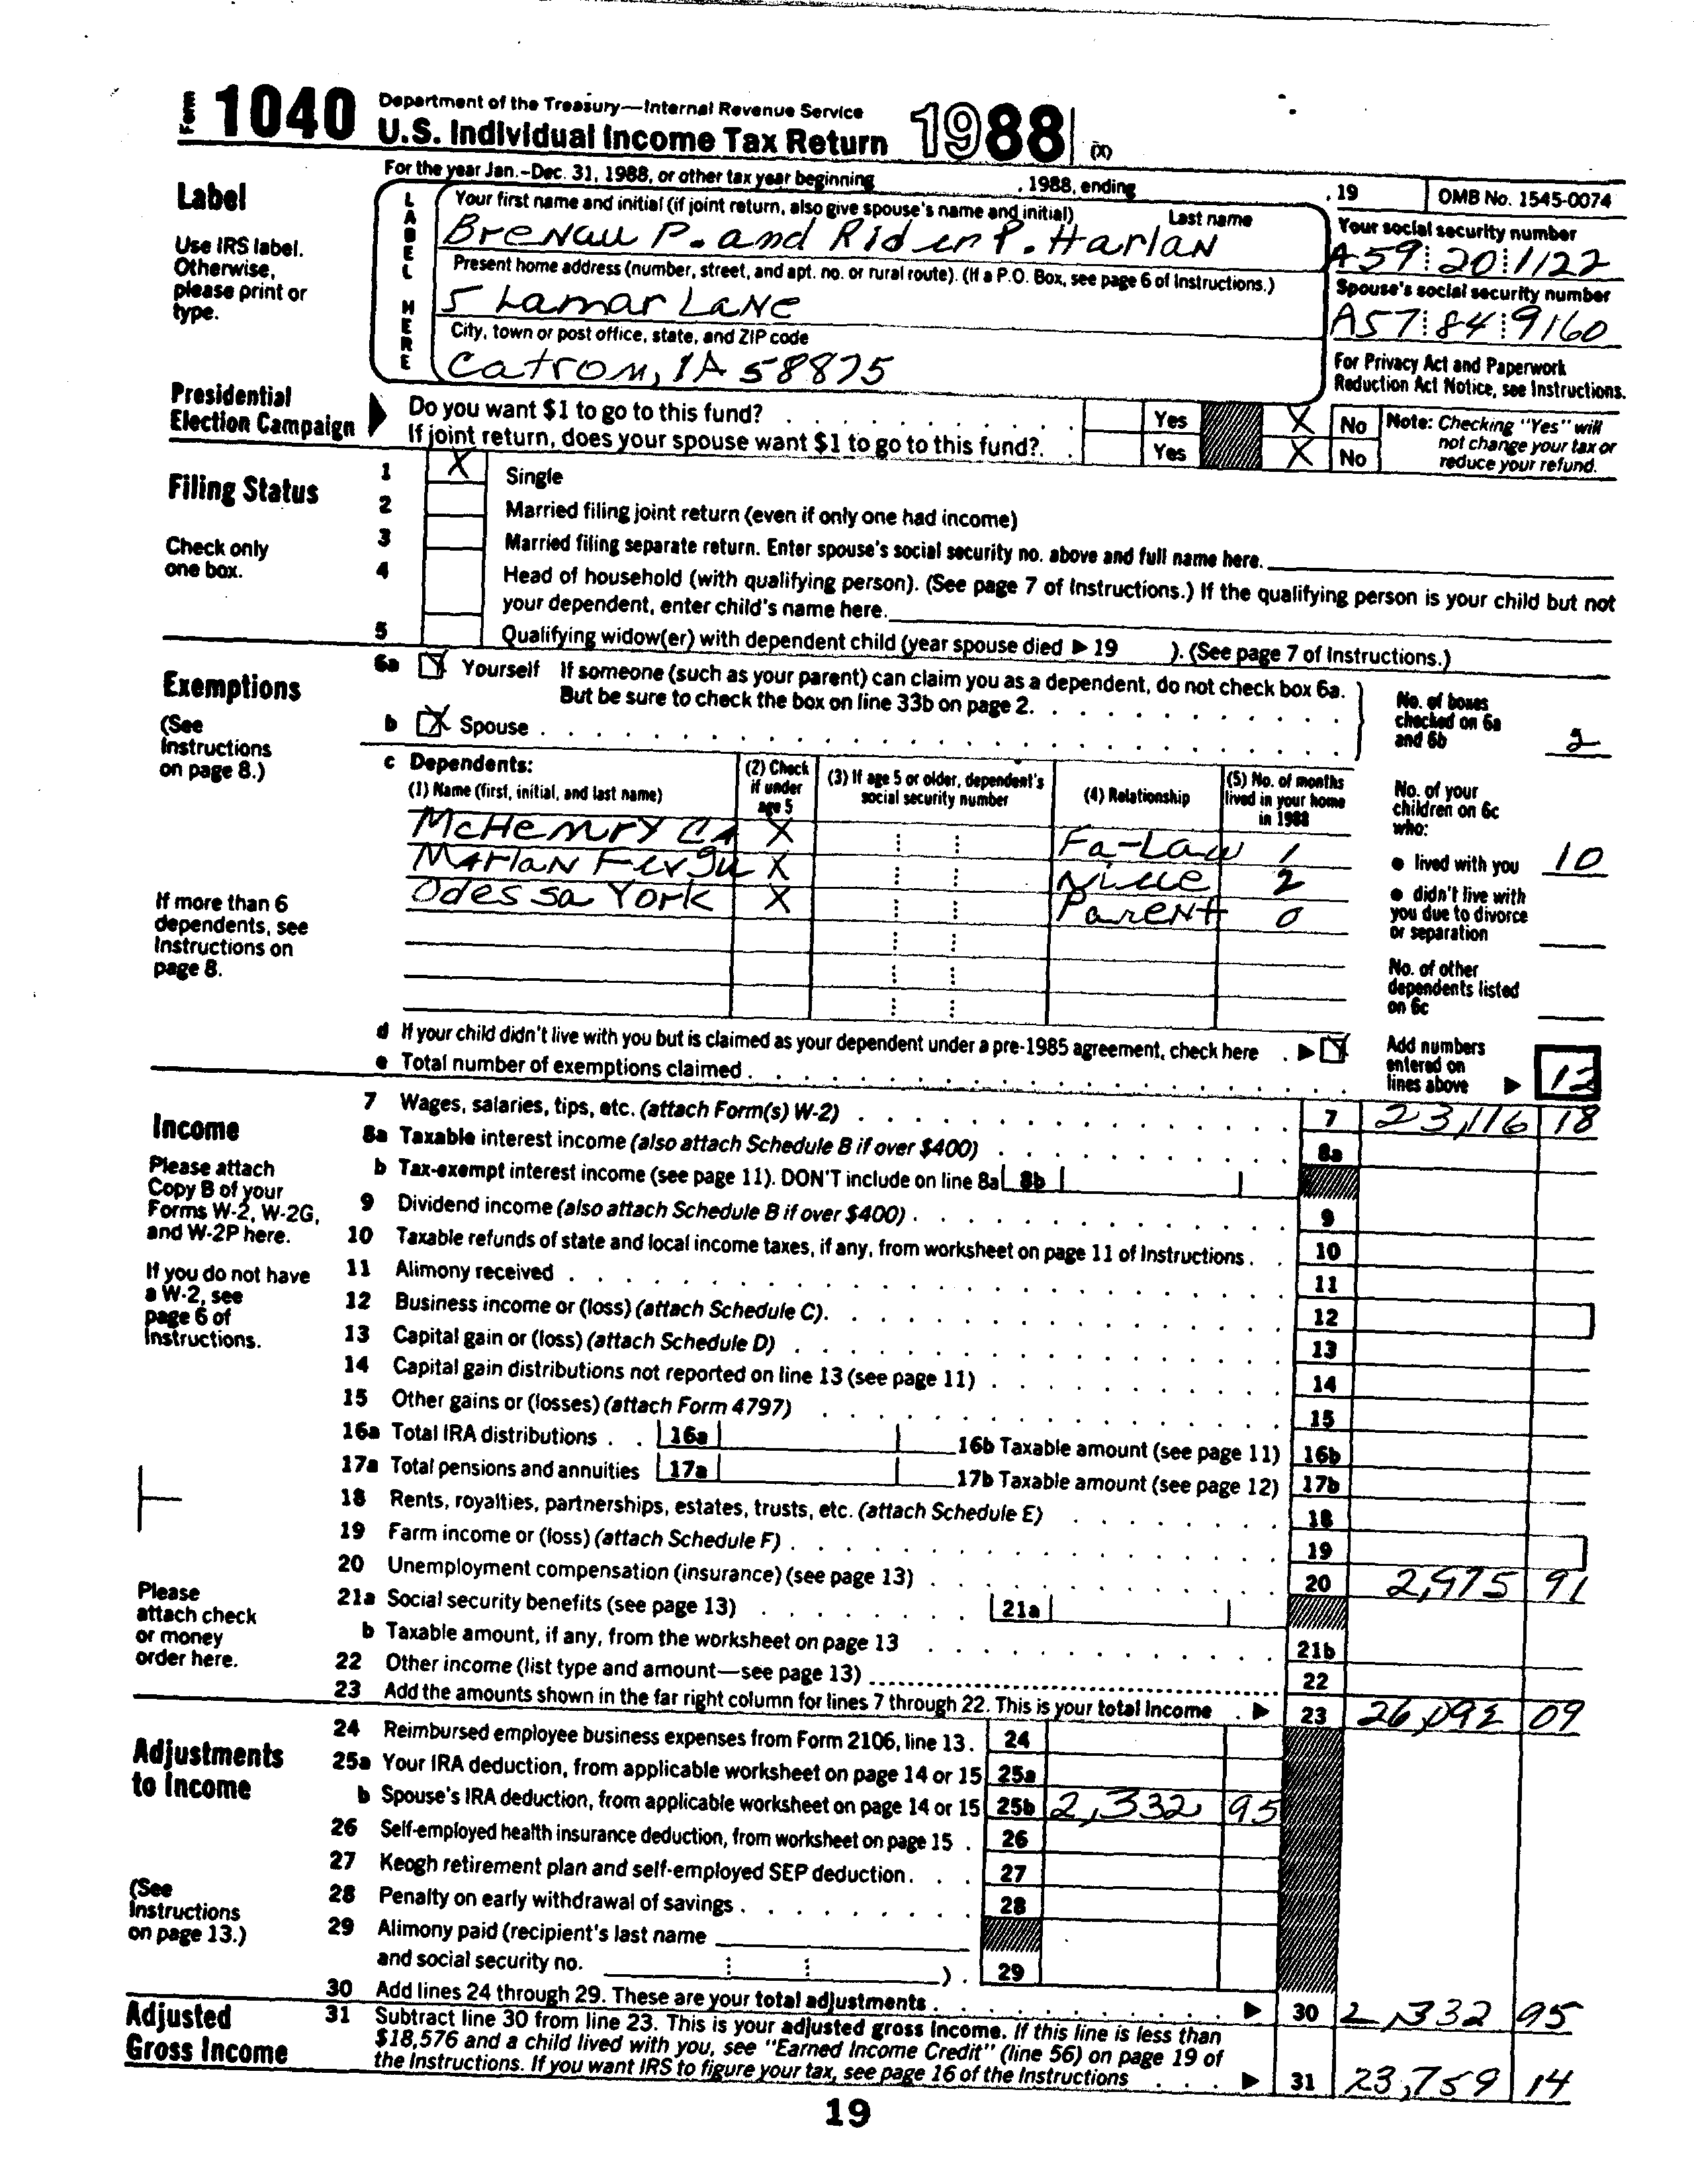 Form 1040 Department of the Treasury—Internal Revenue Service
U.S. Individual Income Tax Return 1988 (X)
For the year Jan.-Dec. 31, 1988, or other tax year beginning , 1988, ending , 19 OMB No. 1545-0074
Label
Use IRS label.
Otherwise,
please print or
type.
LABEL HERE
Your first name and initial (if joint return, also give spouse's name and initial) Last name
Brenau P. and Rider P. Harlan
Your social security number
A59 20 1122
Present home address (number, street, and apt. no. or rural route). (If a P.O. Box, see page 6 of Instructions.)
5 Lamar Lane
Spouse's social security number
A57 84 9160
City, town or post office, state, and ZIP code
Catron, IA 58875
For Privacy Act and Paperwork
Reduction Act Notice, see Instructions.
Presidential
Election Campaign
Do you want $1 to go to this fund? Yes X No
If joint return, does your spouse want $1 to go to this fund? Yes X No
Note: Checking "Yes" will
not change your tax or
reduce your refund.
Filing Status
Check only
one box.
1 X Single
2 Married filing joint return (even if only one had income)
3 Married filing separate return. Enter spouse's social security no. above and full name here.
4 Head of household (with qualifying person). (See page 7 of Instructions.) If the qualifying person is your child but not
your dependent, enter child's name here.
5 Qualifying widow(er) with dependent child (year spouse died ▶ 19 ). (See page 7 of Instructions.)
Exemptions
(See
Instructions
on page 8.)
6a X Yourself If someone (such as your parent) can claim you as a dependent, do not check box 6a.
But be sure to check the box on line 33b on page 2.
b X Spouse
No. of boxes
checked on 6a
and 6b 2
c Dependents:
(1) Name (first, initial, and last name)
(2) Check
if under
age 5
(3) If age 5 or older, dependent's
social security number
(4) Relationship
(5) No. of months
lived in your home
in 1988
McHenry CA X Fa-Law 1
Marlan Fergu X Niece 2
Odessa York X Parent 0
If more than 6
dependents, see
Instructions on
page 8.
No. of your
children on 6c
who:
● lived with you 10
● didn't live with
you due to divorce
or separation
No. of other
dependents listed
on 6c
d If your child didn't live with you but is claimed as your dependent under a pre-1985 agreement, check here ▶ X
e Total number of exemptions claimed
Add numbers
entered on
lines above ▶ 12
Income
Please attach
Copy B of your
Forms W-2, W-2G,
and W-2P here.
If you do not have
a W-2, see
page 6 of
Instructions.
7 Wages, salaries, tips, etc. (attach Form(s) W-2) 7 23,116 18
8a Taxable interest income (also attach Schedule B if over $400) 8a
b Tax-exempt interest income (see page 11). DON'T include on line 8a 8b
9 Dividend income (also attach Schedule B if over $400) 9
10 Taxable refunds of state and local income taxes, if any, from worksheet on page 11 of Instructions 10
11 Alimony received 11
12 Business income or (loss) (attach Schedule C) 12
13 Capital gain or (loss) (attach Schedule D) 13
14 Capital gain distributions not reported on line 13 (see page 11) 14
15 Other gains or (losses) (attach Form 4797) 15
16a Total IRA distributions 16a 16b Taxable amount (see page 11) 16b
17a Total pensions and annuities 17a 17b Taxable amount (see page 12) 17b
18 Rents, royalties, partnerships, estates, trusts, etc. (attach Schedule E) 18
19 Farm income or (loss) (attach Schedule F) 19
20 Unemployment compensation (insurance) (see page 13) 20 2,975 91
Please
attach check
or money
order here.
21a Social security benefits (see page 13) 21a
b Taxable amount, if any, from the worksheet on page 13 21b
22 Other income (list type and amount—see page 13) 22
23 Add the amounts shown in the far right column for lines 7 through 22. This is your total income ▶ 23 26,092 09
Adjustments
to Income
(See
Instructions
on page 13.)
24 Reimbursed employee business expenses from Form 2106, line 13. 24
25a Your IRA deduction, from applicable worksheet on page 14 or 15 25a
b Spouse's IRA deduction, from applicable worksheet on page 14 or 15 25b 2,332 95
26 Self-employed health insurance deduction, from worksheet on page 15 26
27 Keogh retirement plan and self-employed SEP deduction 27
28 Penalty on early withdrawal of savings 28
29 Alimony paid (recipient's last name
and social security no. ) 29
30 Add lines 24 through 29. These are your total adjustments ▶ 30 2,332 95
Adjusted
Gross Income
31 Subtract line 30 from line 23. This is your adjusted gross income. If this line is less than
$18,576 and a child lived with you, see "Earned Income Credit" (line 56) on page 19 of
the Instructions. If you want IRS to figure your tax, see page 16 of the Instructions ▶ 31 23,759 14
19